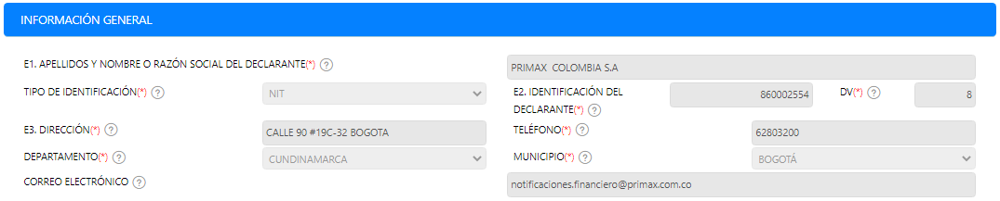 INFORMACIÓN GENERAL
E1. APELLIDOS Y NOMBRE O RAZÓN SOCIAL DEL DECLARANTE(*) ? PRIMAX COLOMBIA S.A
TIPO DE IDENTIFICACIÓN(*) ? NIT E2. IDENTIFICACIÓN DEL DECLARANTE(*) ? 860002554 DV(*) ? 8
E3. DIRECCIÓN(*) ? CALLE 90 #19C-32 BOGOTA TELÉFONO(*) ? 62803200
DEPARTAMENTO(*) ? CUNDINAMARCA MUNICIPIO(*) ? BOGOTÁ
CORREO ELECTRÓNICO ? notificaciones.financiero@primax.com.co